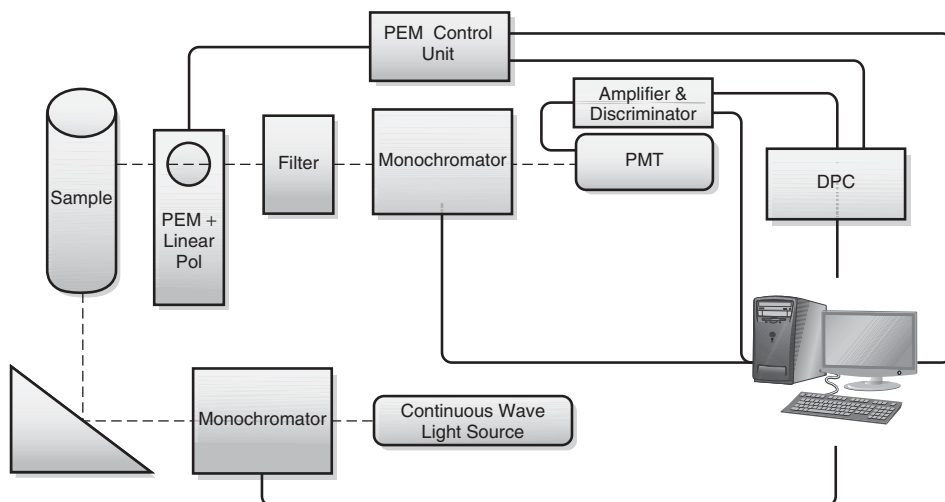 PEM Control
Unit
Amplifier &
Discriminator
Sample
Filter
Monochromator
PMT
DPC
PEM +
Linear
Pol
Monochromator
Continuous Wave
Light Source